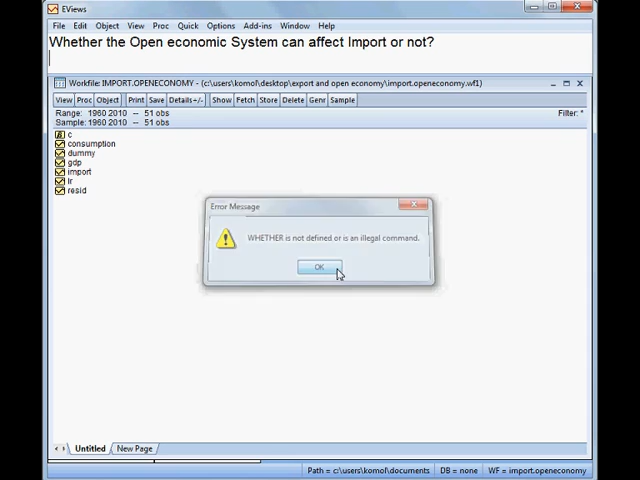 EViews
File Edit Object View Proc Quick Options Add-ins Window Help
Whether the Open economic System can affect Import or not?
Workfile: IMPORT.OPENECONOMY - (c:\users\komol\desktop\export and open economy\import.openeconomy.wf1)
View Proc Object Print Save Details+/- Show Fetch Store Delete Genr Sample
Range: 1960 2010 -- 51 obs Filter: *
Sample: 1960 2010 -- 51 obs
c
consumption
dummy
gdp
import
lr
resid
Error Message
WHETHER is not defined or is an illegal command.
OK
Untitled New Page
Path = c:\users\komol\documents DB = none WF = import.openeconomy